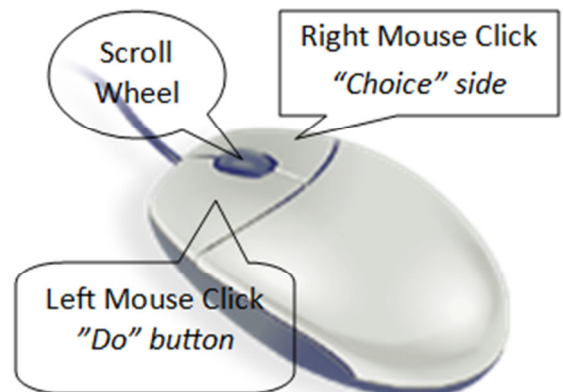 Scroll
Wheel
Right Mouse Click
“Choice” side
Left Mouse Click
”Do” button